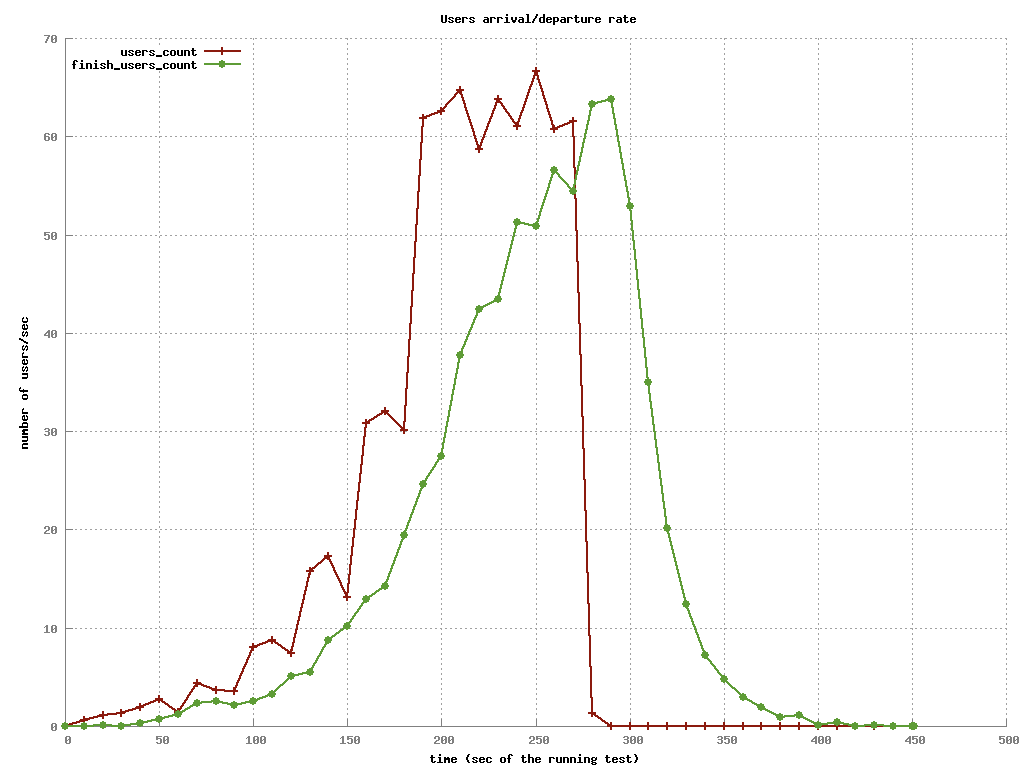 Users arrival/departure rate
users_count
finish_users_count
70
60
50
40
30
20
10
0
number of users/sec
0 50 100 150 200 250 300 350 400 450 500
time (sec of the running test)